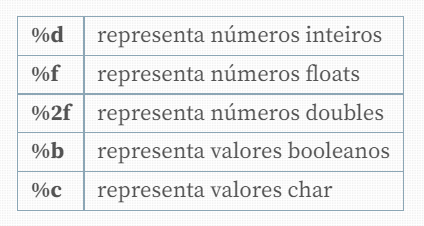 %d representa números inteiros
%f representa números floats
%2f representa números doubles
%b representa valores booleanos
%c representa valores char